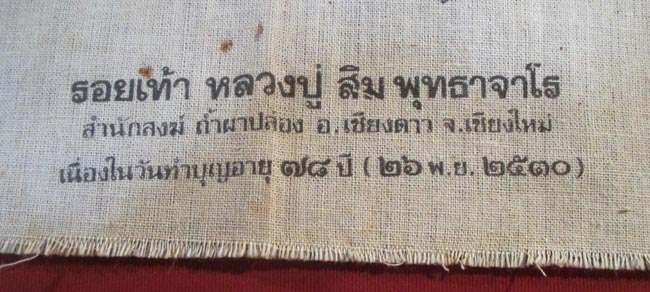 รอยเท้า หลวงปู่ สิม พุทธาจาโร
สำนักสงฆ์ ถ้ำผาปล่อง อ.เชียงดาว จ.เชียงใหม่
เนื่องในวันทำบุญอายุ ๗๘ ปี (๒๖ พ.ย. ๒๕๓๐)